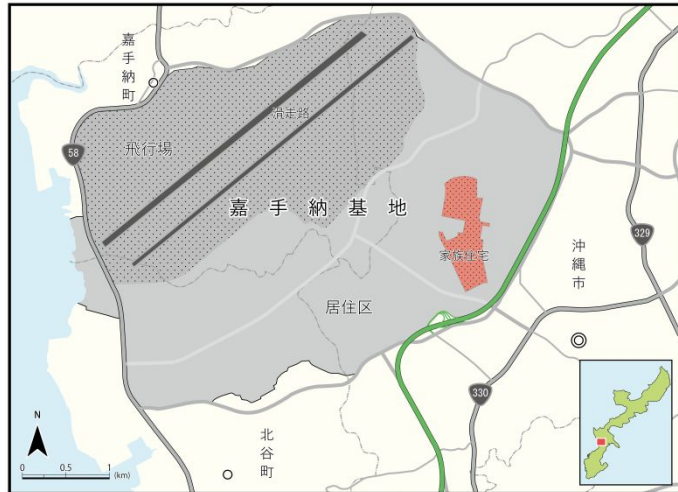 嘉手納町
58
飛行場
滑走路
嘉手納基地
家族住宅
居住区
沖縄市
329
330
北谷町
N
0 0.5 1
(km)